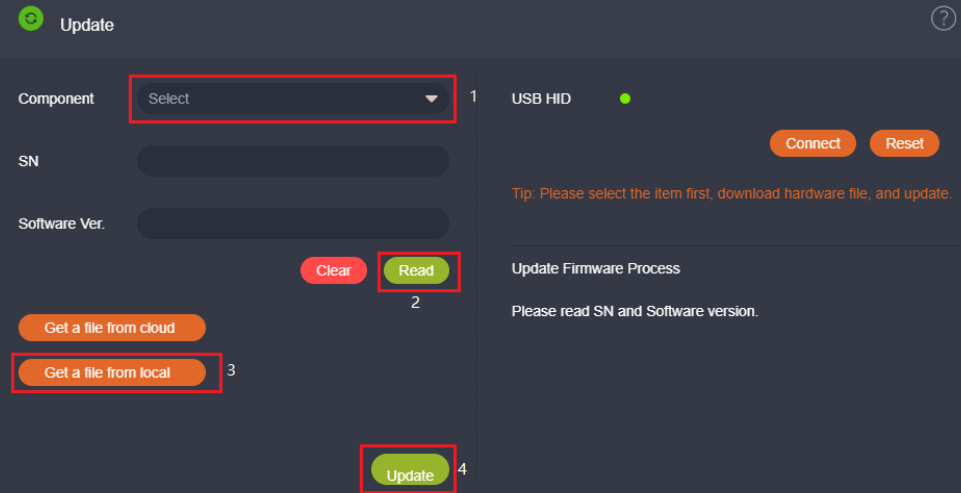 Update
?
Component
Select
1
SN
Software Ver.
Clear
Read
2
Get a file from cloud
Get a file from local
3
Update
4
USB HID
Connect
Reset
Tip: Please select the item first, download hardware file, and update.
Update Firmware Process
Please read SN and Software version.